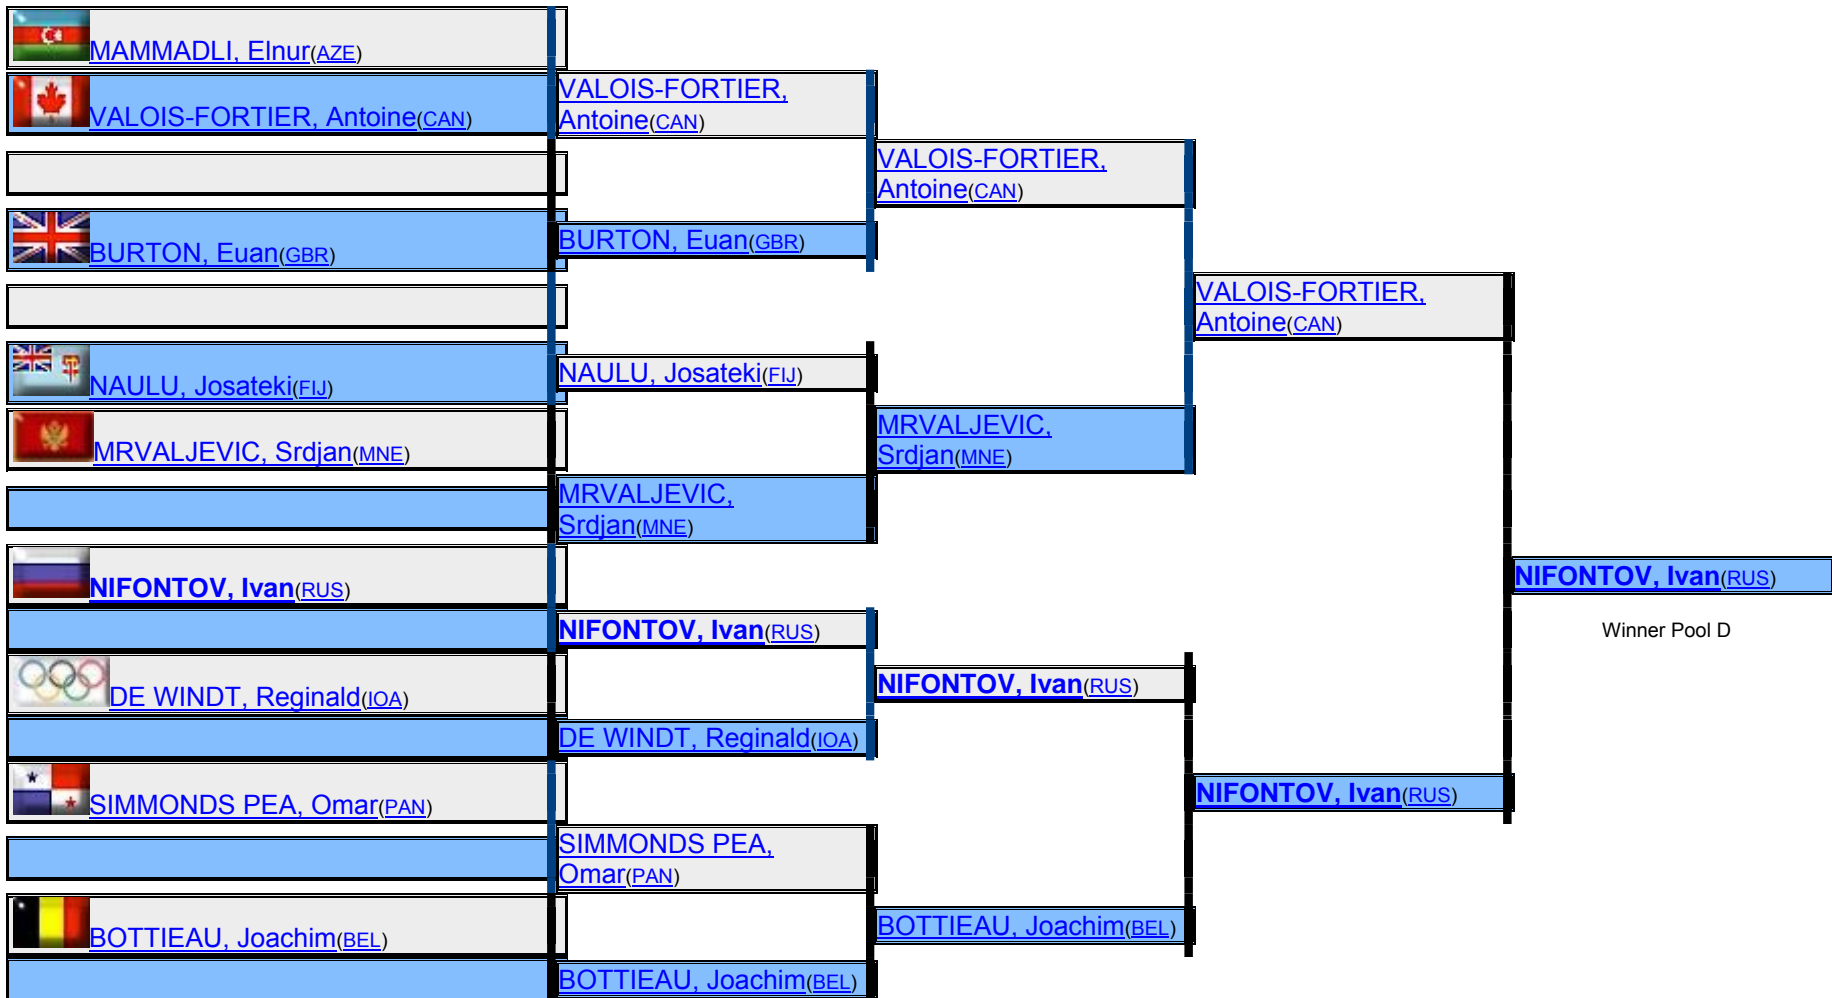 MAMMADLI, Elnur(AZE)
VALOIS-FORTIER, Antoine(CAN)
BURTON, Euan(GBR)
NAULU, Josateki(FIJ)
MRVALJEVIC, Srdjan(MNE)
NIFONTOV, Ivan(RUS)
DE WINDT, Reginald(IOA)
SIMMONDS PEA, Omar(PAN)
BOTTIEAU, Joachim(BEL)
VALOIS-FORTIER,
Antoine(CAN)
BURTON, Euan(GBR)
NAULU, Josateki(FIJ)
MRVALJEVIC,
Srdjan(MNE)
NIFONTOV, Ivan(RUS)
DE WINDT, Reginald(IOA)
SIMMONDS PEA,
Omar(PAN)
BOTTIEAU, Joachim(BEL)
VALOIS-FORTIER,
Antoine(CAN)
MRVALJEVIC,
Srdjan(MNE)
NIFONTOV, Ivan(RUS)
BOTTIEAU, Joachim(BEL)
VALOIS-FORTIER,
Antoine(CAN)
NIFONTOV, Ivan(RUS)
NIFONTOV, Ivan(RUS)
Winner Pool D